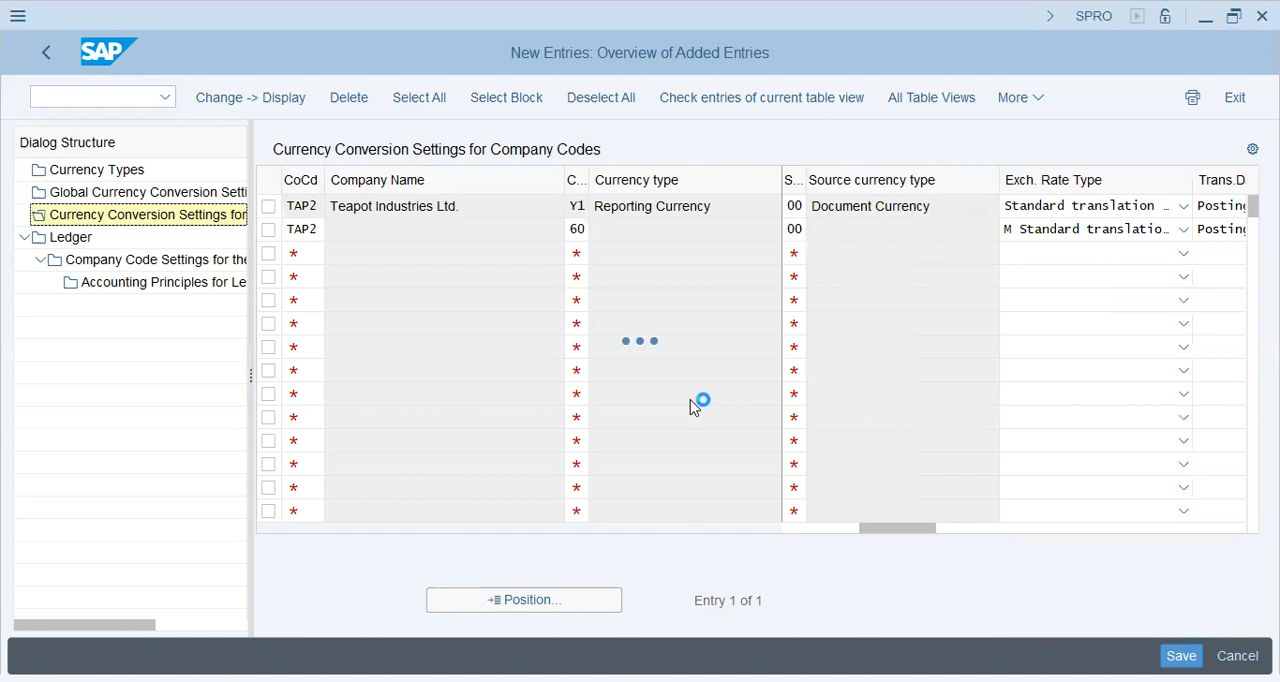 SPRO
SAP
New Entries: Overview of Added Entries
Change -> Display Delete Select All Select Block Deselect All Check entries of current table view All Table Views More Exit
Dialog Structure
Currency Types
Global Currency Conversion Setti
Currency Conversion Settings for
Ledger
Company Code Settings for the
Accounting Principles for Le
Currency Conversion Settings for Company Codes
CoCd Company Name C... Currency type S... Source currency type Exch. Rate Type Trans.D
TAP2 Teapot Industries Ltd. Y1 Reporting Currency 00 Document Currency Standard translation … Posting
TAP2 60 00 M Standard translatio… Posting
* * *
* * *
* * *
* * *
* * *
* * *
* * *
* * *
* * *
* * *
* * *
* * *
Position... Entry 1 of 1
Save Cancel